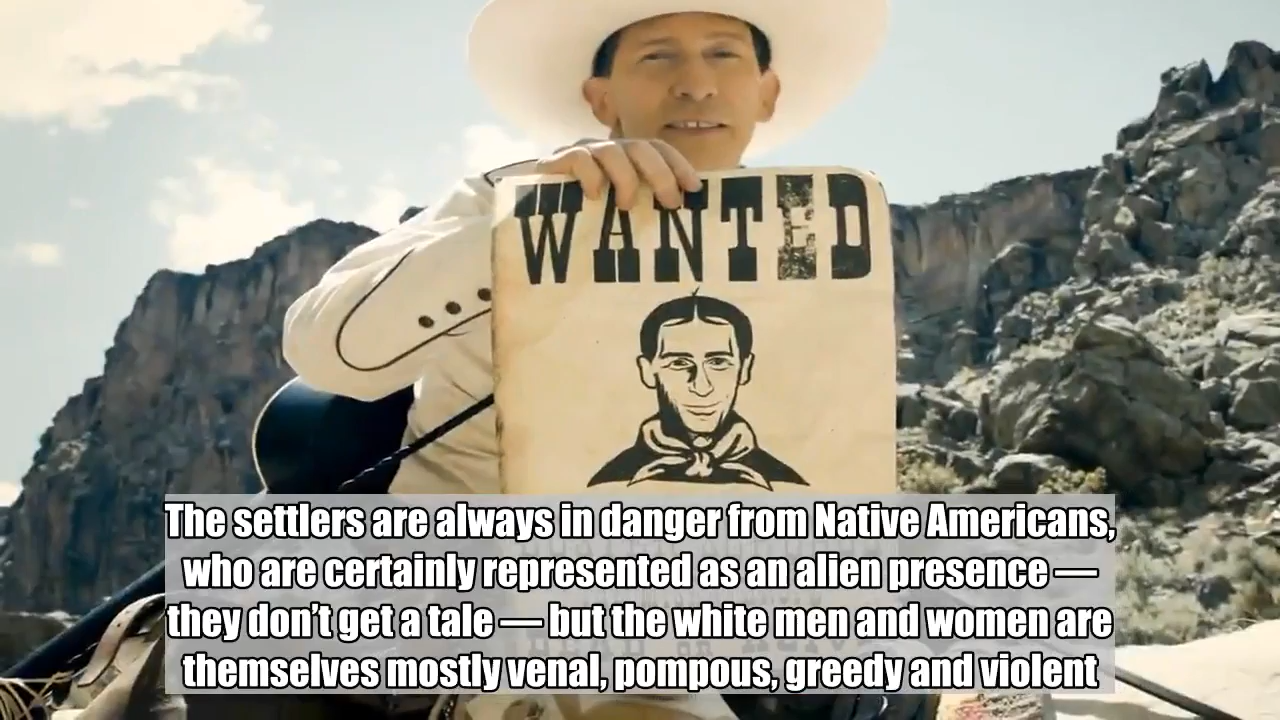 WANTED
The settlers are always in danger from Native Americans,
who are certainly represented as an alien presence —
they don’t get a tale — but the white men and women are
themselves mostly venal, pompous, greedy and violent